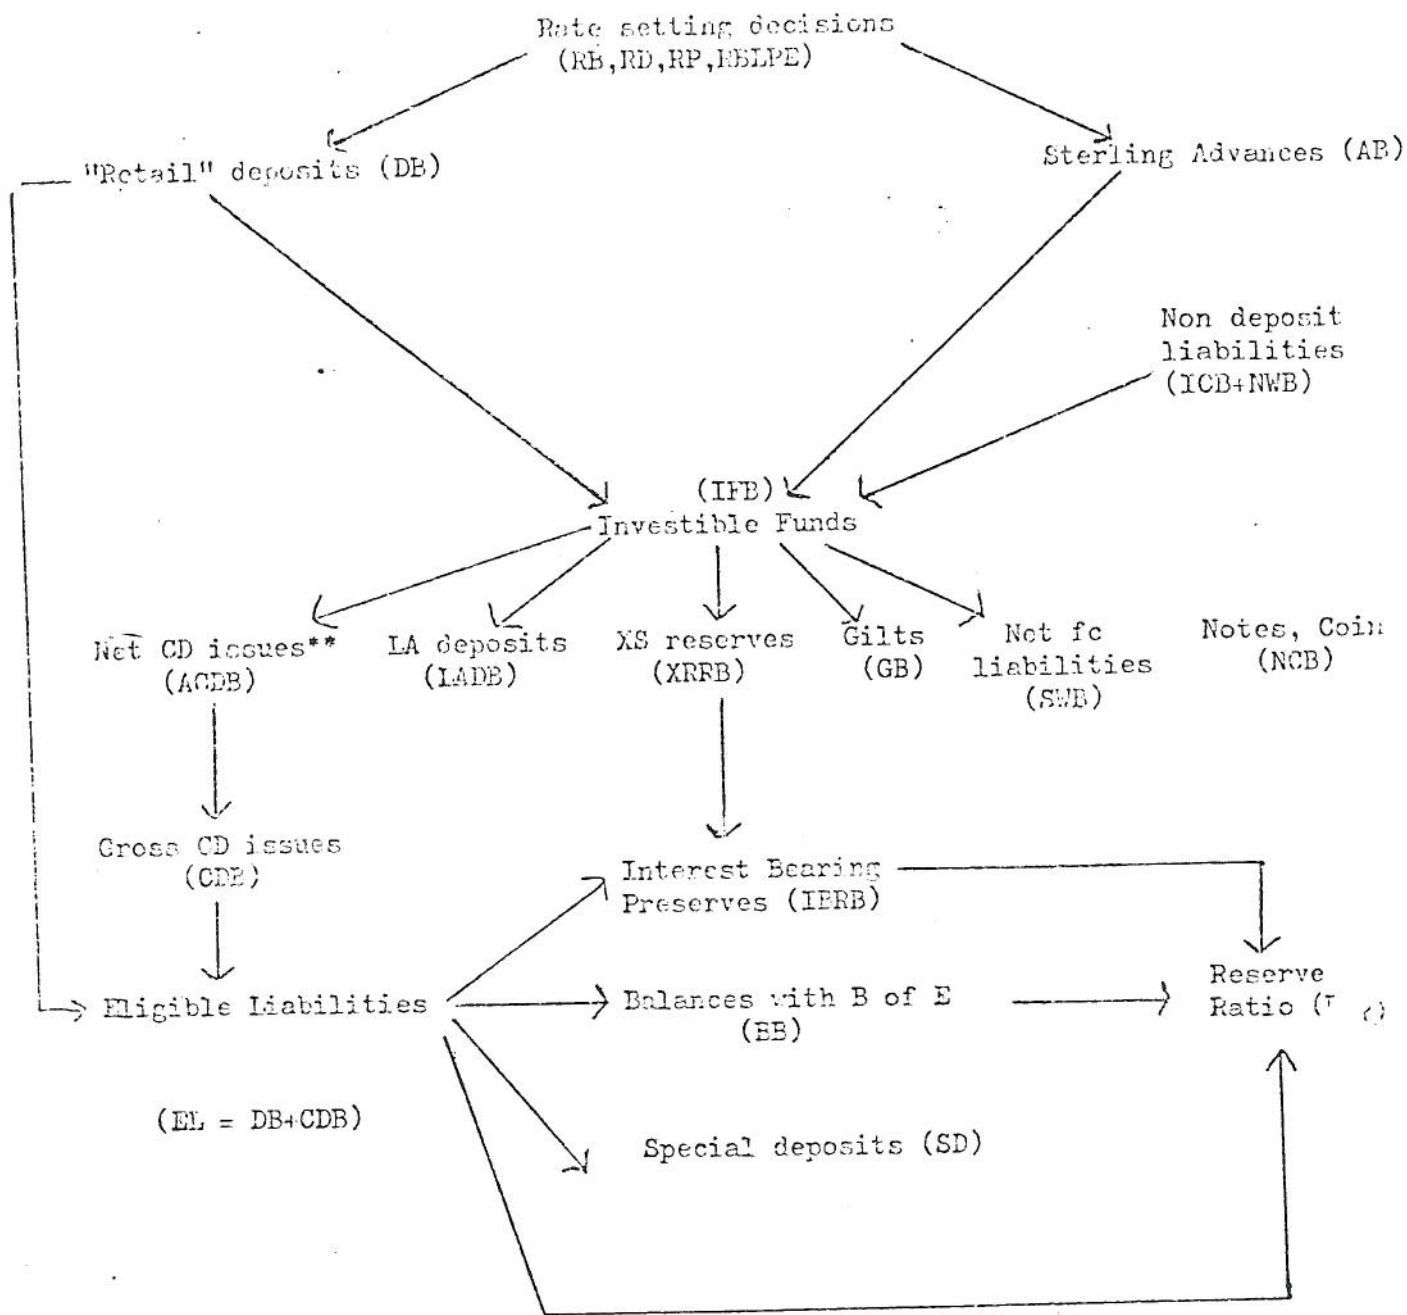 Rate setting decisions
(RB,RD,RP,RBLPE)
"Retail" deposits (DB)
Sterling Advances (AB)
Non deposit
liabilities
(ICB+NWB)
(IFB)
Investible Funds
Net CD issues**
(ACDB)
LA deposits
(LADB)
XS reserves
(XRRB)
Gilts
(GB)
Net fc
liabilities
(SWB)
Notes, Coin
(NCB)
Gross CD issues
(CDB)
Interest Bearing
Preserves (IBRB)
Eligible Liabilities
Balances with B of E
(BB)
Reserve
Ratio
(EL = DB+CDB)
Special deposits (SD)